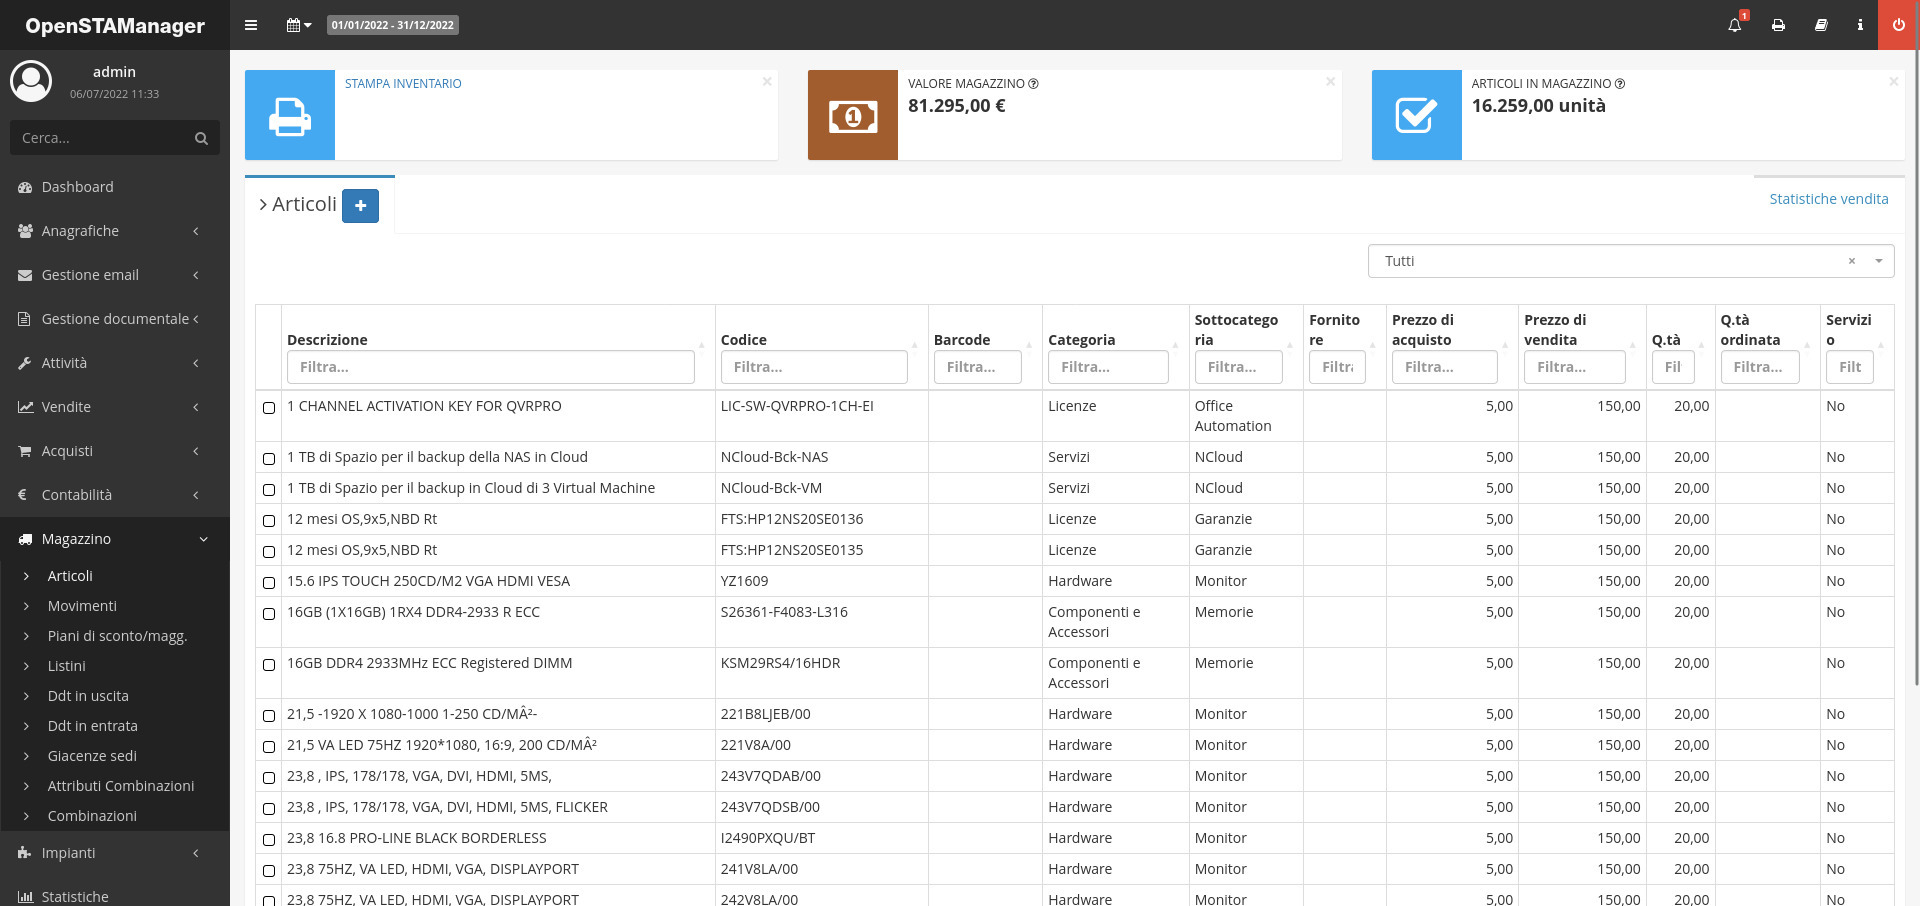 OpenSTAManager
01/01/2022 - 31/12/2022
1
admin
06/07/2022 11:33
Cerca...
Dashboard
Anagrafiche
Gestione email
Gestione documentale
Attività
Vendite
Acquisti
Contabilità
Magazzino
Articoli
Movimenti
Piani di sconto/magg.
Listini
Ddt in uscita
Ddt in entrata
Giacenze sedi
Attributi Combinazioni
Combinazioni
Impianti
Statistiche
STAMPA INVENTARIO
VALORE MAGAZZINO
81.295,00 €
ARTICOLI IN MAGAZZINO
16.259,00 unità
Articoli
Statistiche vendita
Tutti
Descrizione Codice Barcode Categoria Sottocatego Fornito Prezzo di Prezzo di Q.tà Q.tà Servizi
ria re acquisto vendita ordinata o
Filtra... Filtra... Filtra... Filtra... Filtra... Filtra Filtra... Filtra... Fil Filtra... Filt
1 CHANNEL ACTIVATION KEY FOR QVRPRO LIC-SW-QVRPRO-1CH-EI Licenze Office 5,00 150,00 20,00 No
Automation
1 TB di Spazio per il backup della NAS in Cloud NCloud-Bck-NAS Servizi NCloud 5,00 150,00 20,00 No
1 TB di Spazio per il backup in Cloud di 3 Virtual Machine NCloud-Bck-VM Servizi NCloud 5,00 150,00 20,00 No
12 mesi OS,9x5,NBD Rt FTS:HP12NS20SE0136 Licenze Garanzie 5,00 150,00 20,00 No
12 mesi OS,9x5,NBD Rt FTS:HP12NS20SE0135 Licenze Garanzie 5,00 150,00 20,00 No
15.6 IPS TOUCH 250CD/M2 VGA HDMI VESA YZ1609 Hardware Monitor 5,00 150,00 20,00 No
16GB (1X16GB) 1RX4 DDR4-2933 R ECC S26361-F4083-L316 Componenti e Memorie 5,00 150,00 20,00 No
Accessori
16GB DDR4 2933MHz ECC Registered DIMM KSM29RS4/16HDR Componenti e Memorie 5,00 150,00 20,00 No
Accessori
21,5 -1920 X 1080-1000 1-250 CD/MÂ²- 221B8LJEB/00 Hardware Monitor 5,00 150,00 20,00 No
21,5 VA LED 75HZ 1920*1080, 16:9, 200 CD/MÂ² 221V8A/00 Hardware Monitor 5,00 150,00 20,00 No
23,8 , IPS, 178/178, VGA, DVI, HDMI, 5MS, 243V7QDAB/00 Hardware Monitor 5,00 150,00 20,00 No
23,8 , IPS, 178/178, VGA, DVI, HDMI, 5MS, FLICKER 243V7QDSB/00 Hardware Monitor 5,00 150,00 20,00 No
23,8 16.8 PRO-LINE BLACK BORDERLESS I2490PXQU/BT Hardware Monitor 5,00 150,00 20,00 No
23,8 75HZ, VA LED, HDMI, VGA, DISPLAYPORT 241V8LA/00 Hardware Monitor 5,00 150,00 20,00 No
23,8 75HZ, VA LED, HDMI, VGA, DISPLAYPORT 242V8LA/00 Hardware Monitor 5,00 150,00 20,00 No